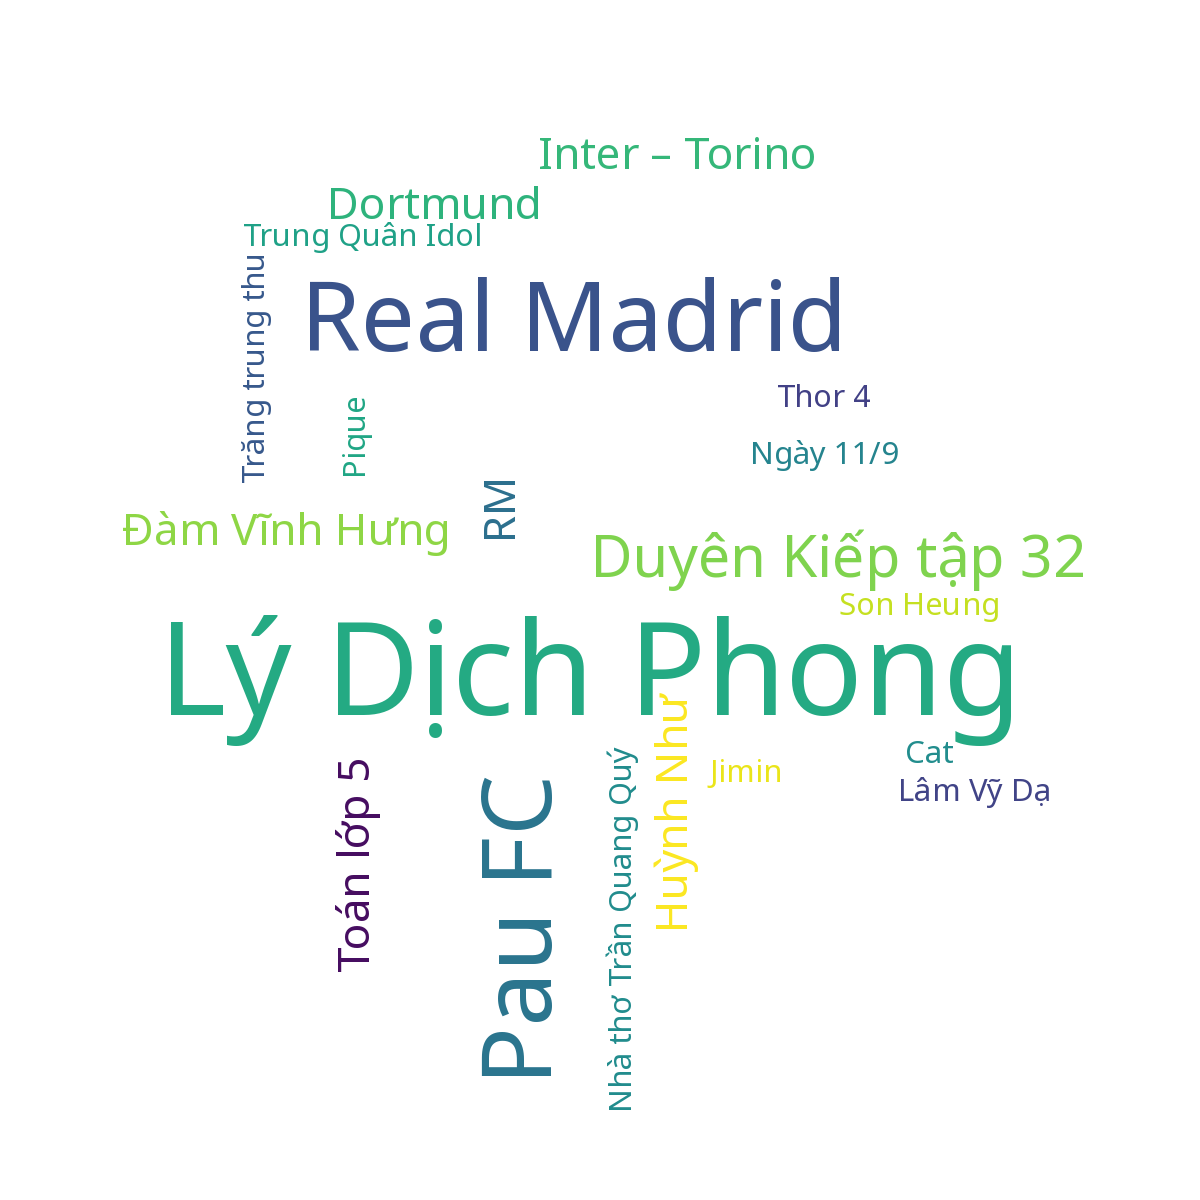 Inter – Torino
Dortmund
Trung Quân Idol
Trăng trung thu
Real Madrid
Thor 4
Pique
Ngày 11/9
RM
Đàm Vĩnh Hưng
Duyên Kiếp tập 32
Son Heung
Lý Dịch Phong
Huỳnh Như
Cat
Jimin
Lâm Vỹ Dạ
Toán lớp 5
Pau FC
Nhà thơ Trần Quang Quý